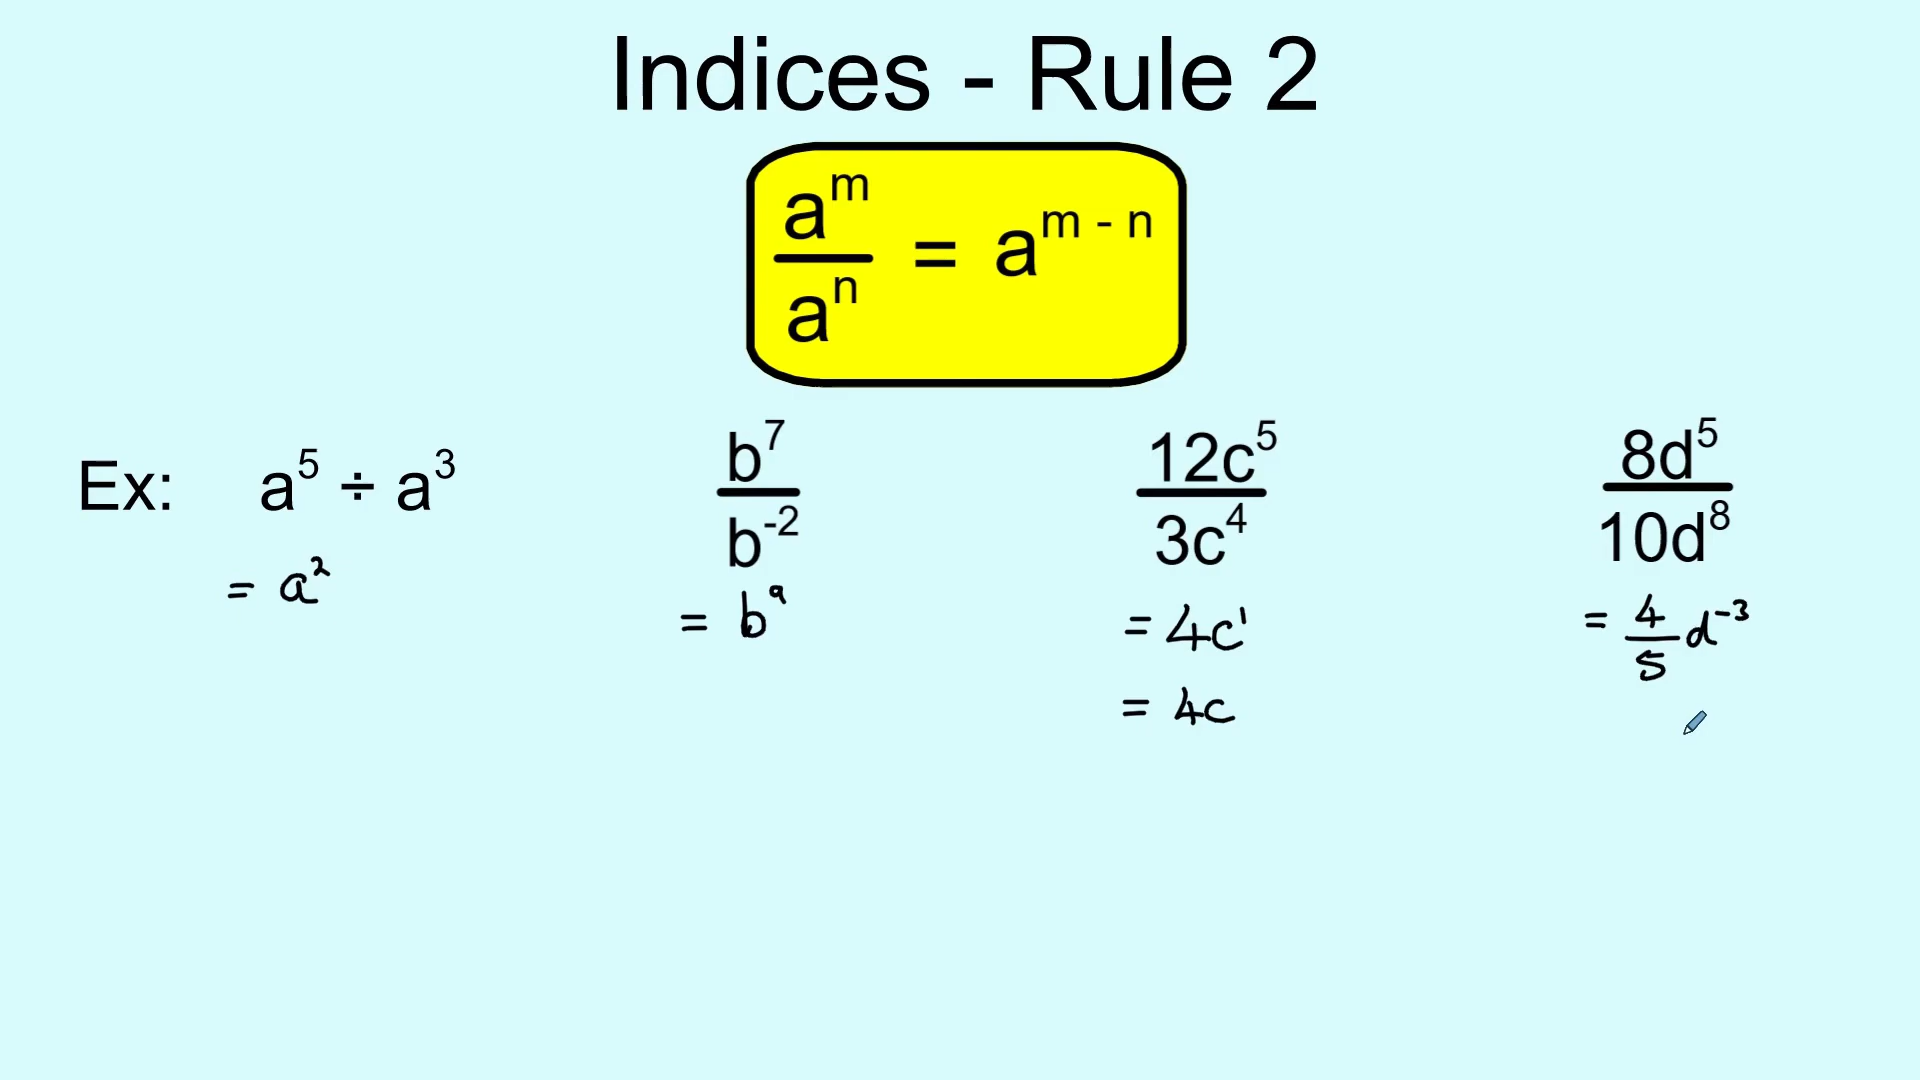 Indices - Rule 2
a^m / a^n = a^(m - n)
Ex: a^5 ÷ a^3
= a^2
b^7 / b^-2
= b^9
12c^5 / 3c^4
= 4c^1
= 4c
8d^5 / 10d^8
= 4/5 d^-3